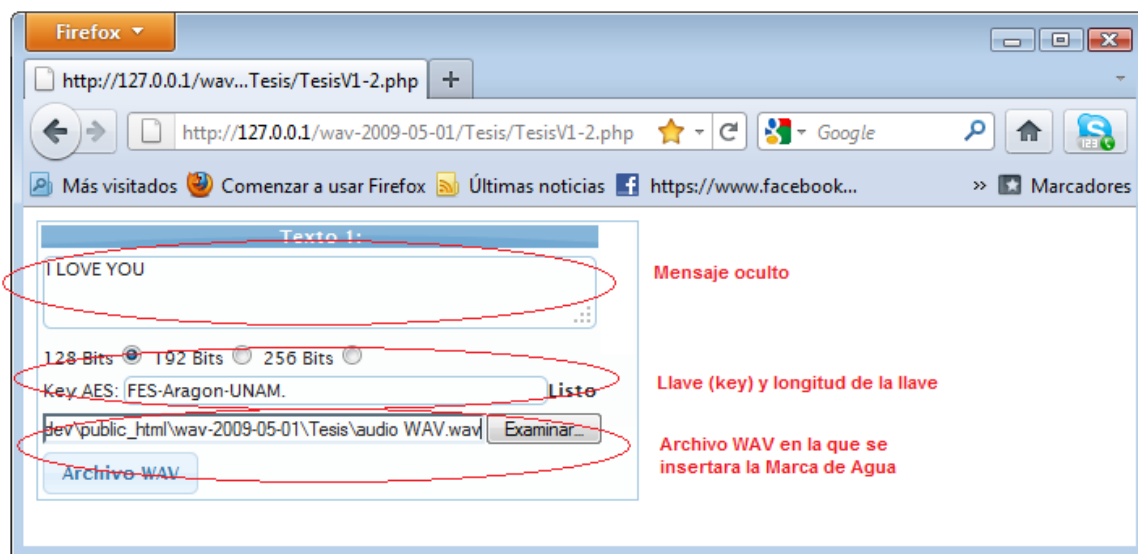 Firefox
http://127.0.0.1/wav...Tesis/TesisV1-2.php +
http://127.0.0.1/wav-2009-05-01/Tesis/TesisV1-2.php Google
Más visitados Comenzar a usar Firefox Últimas noticias https://www.facebook... » Marcadores
Texto 1:
I LOVE YOU
Mensaje oculto
128 Bits 192 Bits 256 Bits
Key AES: FES-Aragon-UNAM. Listo
Llave (key) y longitud de la llave
dev\public_html\wav-2009-05-01\Tesis\audio WAV.wav Examinar...
Archivo WAV en la que se
insertara la Marca de Agua
Archivo WAV